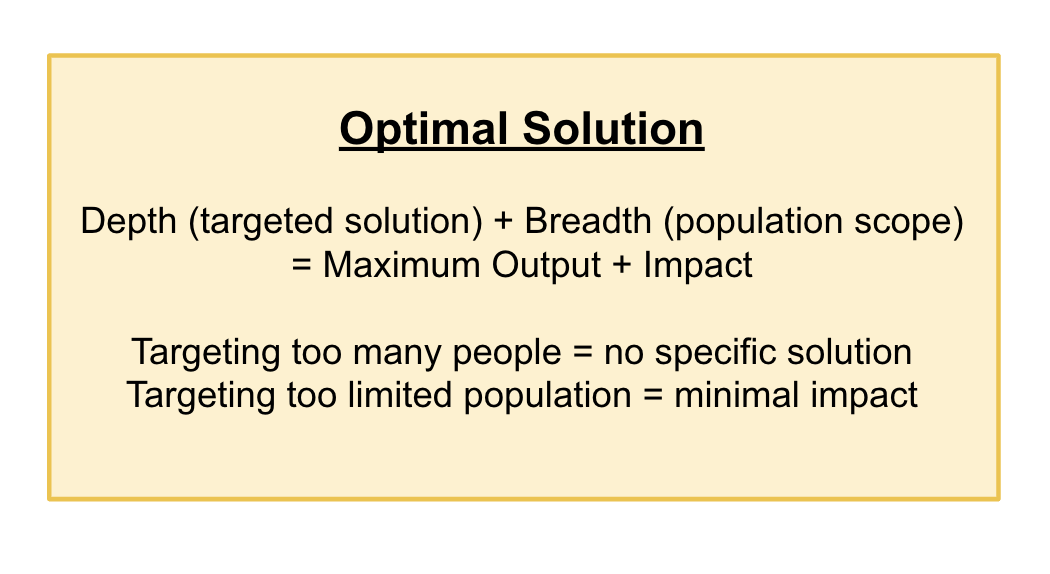 Optimal Solution
Depth (targeted solution) + Breadth (population scope)
= Maximum Output + Impact
Targeting too many people = no specific solution
Targeting too limited population = minimal impact